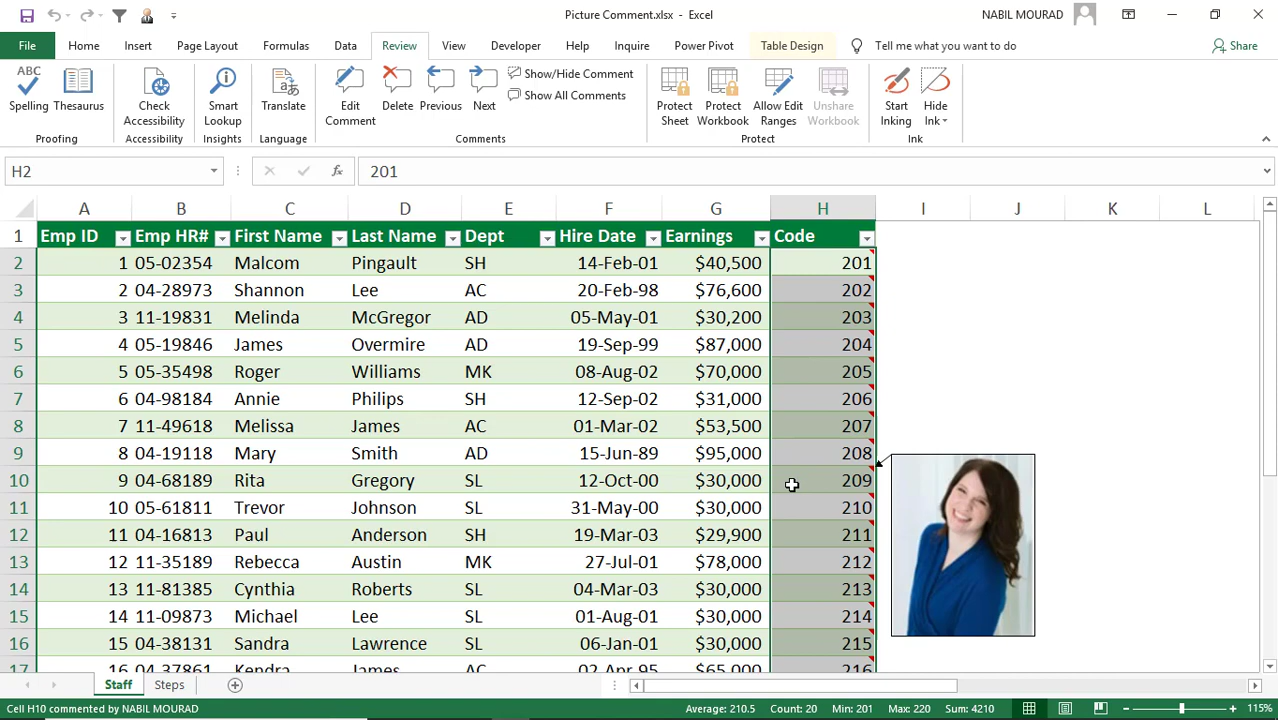 Picture Comment.xlsx - Excel
NABIL MOURAD
File Home Insert Page Layout Formulas Data Review View Developer Help Inquire Power Pivot Table Design Tell me what you want to do Share
ABC
Spelling Thesaurus
Check Accessibility
Smart Lookup
Translate
Edit Comment
Delete Previous Next
Show/Hide Comment
Show All Comments
Protect Sheet
Protect Workbook
Allow Edit Ranges
Unshare Workbook
Start Inking
Hide Ink
Proofing Accessibility Insights Language Comments Protect Ink
H2 fx 201
A B C D E F G H I J K L
1 Emp ID Emp HR# First Name Last Name Dept Hire Date Earnings Code
2 1 05-02354 Malcom Pingault SH 14-Feb-01 $40,500 201
3 2 04-28973 Shannon Lee AC 20-Feb-98 $76,600 202
4 3 11-19831 Melinda McGregor AD 05-May-01 $30,200 203
5 4 05-19846 James Overmire AD 19-Sep-99 $87,000 204
6 5 05-35498 Roger Williams MK 08-Aug-02 $70,000 205
7 6 04-98184 Annie Philips SH 12-Sep-02 $31,000 206
8 7 11-49618 Melissa James AC 01-Mar-02 $53,500 207
9 8 04-19118 Mary Smith AD 15-Jun-89 $95,000 208
10 9 04-68189 Rita Gregory SL 12-Oct-00 $30,000 209
11 10 05-61811 Trevor Johnson SL 31-May-00 $30,000 210
12 11 04-16813 Paul Anderson SH 19-Mar-03 $29,900 211
13 12 11-35189 Rebecca Austin MK 27-Jul-01 $78,000 212
14 13 11-81385 Cynthia Roberts SL 04-Mar-03 $30,000 213
15 14 11-09873 Michael Lee SL 01-Aug-01 $30,000 214
16 15 04-38131 Sandra Lawrence SL 06-Jan-01 $30,000 215
17 16 04-37861 Kendra James AC 02-Apr-95 $65,000 216
Staff Steps
Cell H10 commented by NABIL MOURAD Average: 210.5 Count: 20 Min: 201 Max: 220 Sum: 4210 115%